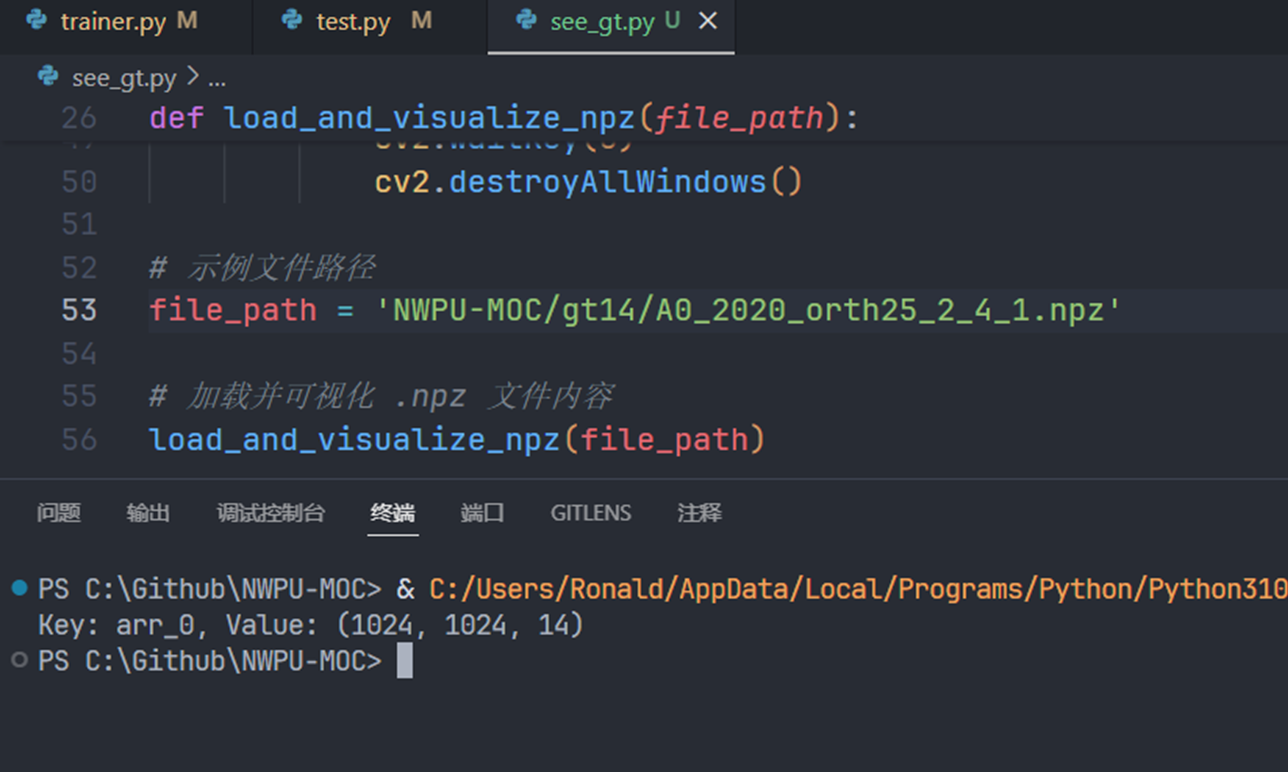 trainer.py M test.py M see_gt.py U ×
see_gt.py > ...
26 def load_and_visualize_npz(file_path):
50 cv2.destroyAllWindows()
51
52 # 示例文件路径
53 file_path = 'NWPU-MOC/gt14/A0_2020_orth25_2_4_1.npz'
54
55 # 加载并可视化 .npz 文件内容
56 load_and_visualize_npz(file_path)
问题 输出 调试控制台 终端 端口 GITLENS 注释
PS C:\Github\NWPU-MOC> & C:/Users/Ronald/AppData/Local/Programs/Python/Python310
Key: arr_0, Value: (1024, 1024, 14)
PS C:\Github\NWPU-MOC>